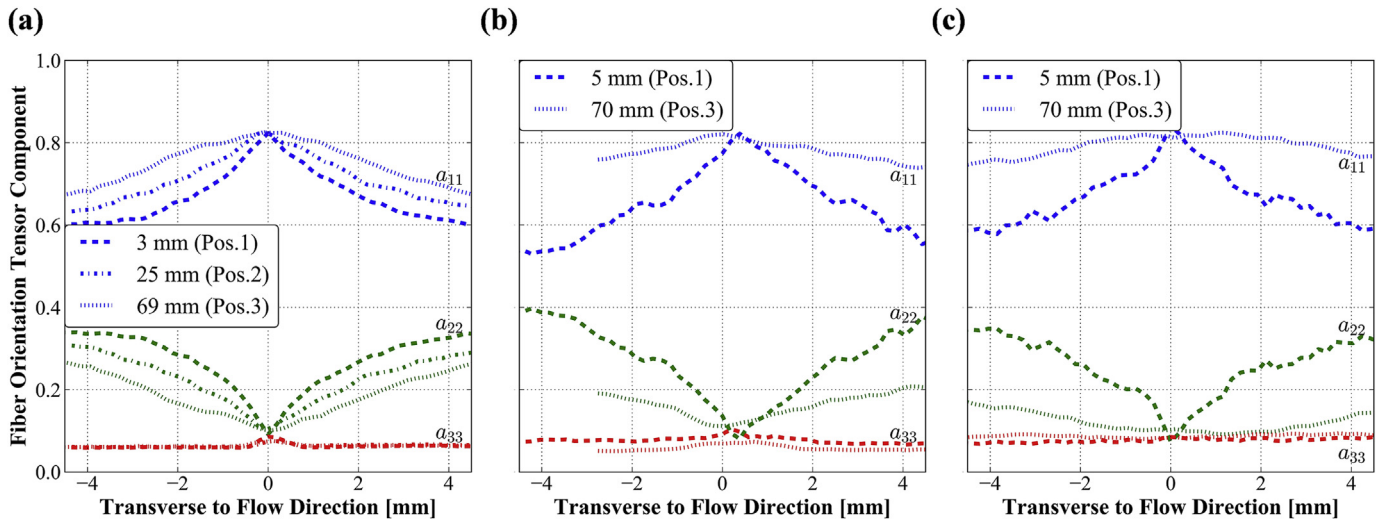 (a)
(b)
(c)
Fiber Orientation Tensor Component
1.0
0.8
0.6
0.4
0.2
0.0
a11
3 mm (Pos.1)
25 mm (Pos.2)
69 mm (Pos.3)
a22
a33
−4 −2 0 2 4
Transverse to Flow Direction [mm]
5 mm (Pos.1)
70 mm (Pos.3)
a11
a22
a33
−4 −2 0 2 4
Transverse to Flow Direction [mm]
5 mm (Pos.1)
70 mm (Pos.3)
a11
a22
a33
−4 −2 0 2 4
Transverse to Flow Direction [mm]